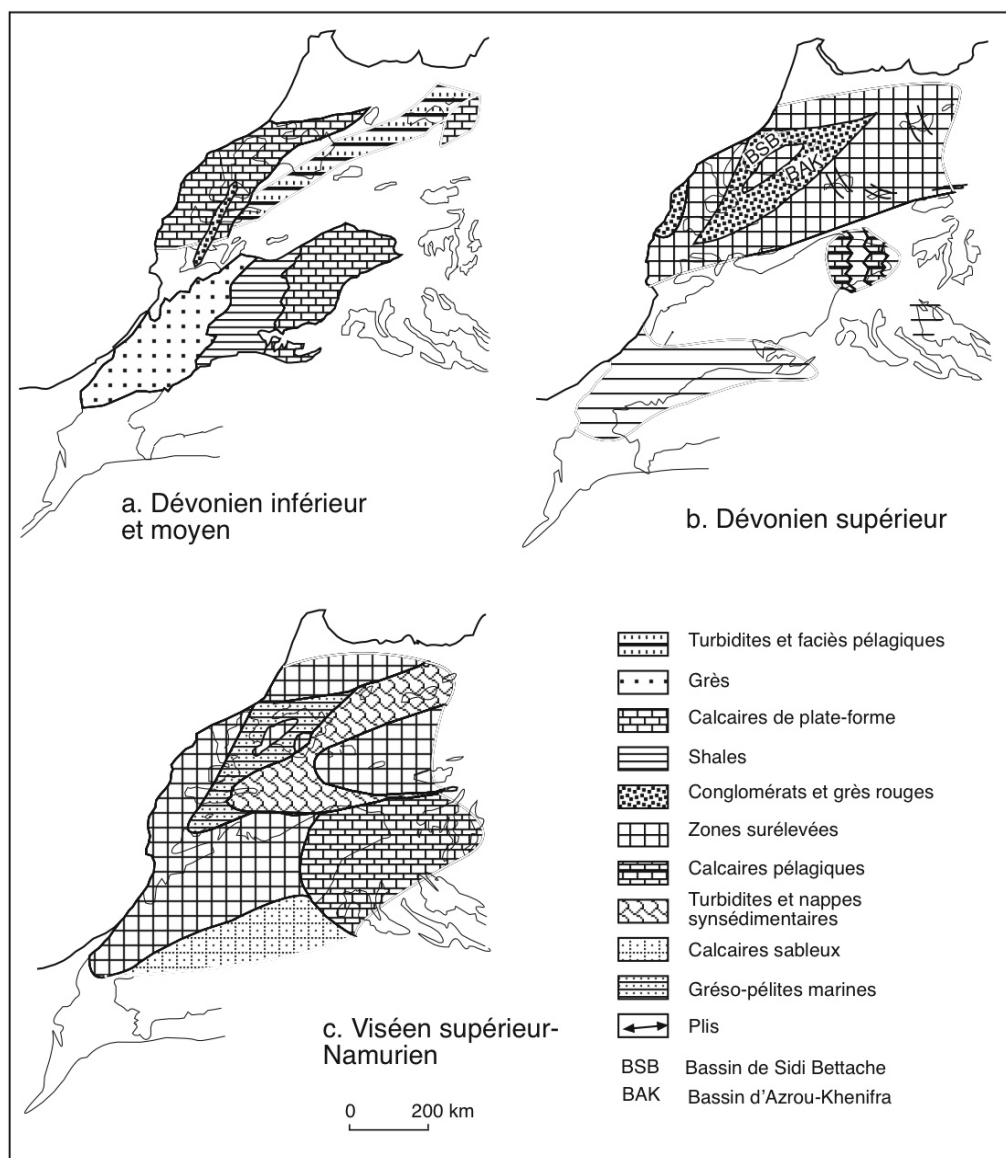 BSB
BAK
a. Dévonien inférieur
et moyen
b. Dévonien supérieur
c. Viséen supérieur-
Namurien
0 200 km
Turbidites et faciès pélagiques
Grès
Calcaires de plate-forme
Shales
Conglomérats et grès rouges
Zones surélevées
Calcaires pélagiques
Turbidites et nappes
synsédimentaires
Calcaires sableux
Gréso-pélites marines
Plis
BSB Bassin de Sidi Bettache
BAK Bassin d'Azrou-Khenifra